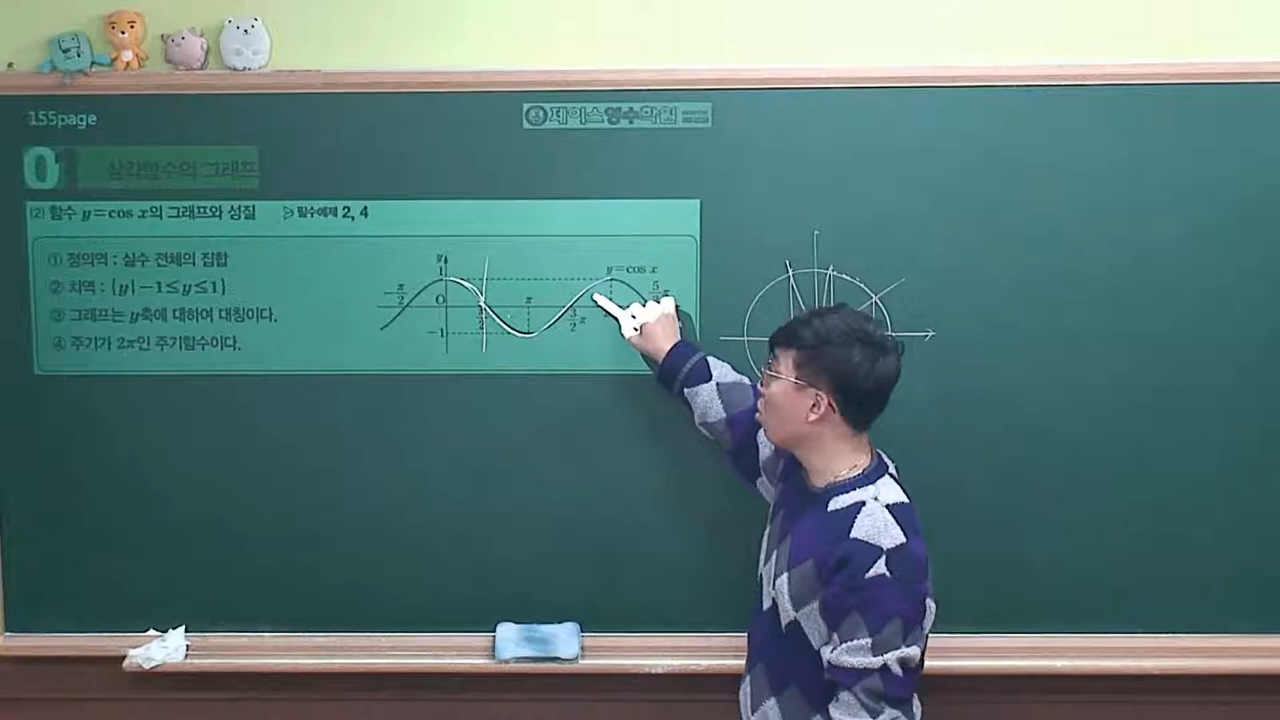 155page
제이스영수학원
0
삼각함수의 그래프
(2) 함수 y=cos x의 그래프와 성질 필수예제 2, 4
① 정의역 : 실수 전체의 집합
② 치역 : {y|-1≤y≤1}
③ 그래프는 y축에 대하여 대칭이다.
④ 주기가 2π인 주기함수이다.
y
1
y=cos x
-π/2
O
π
3/2 π
-1